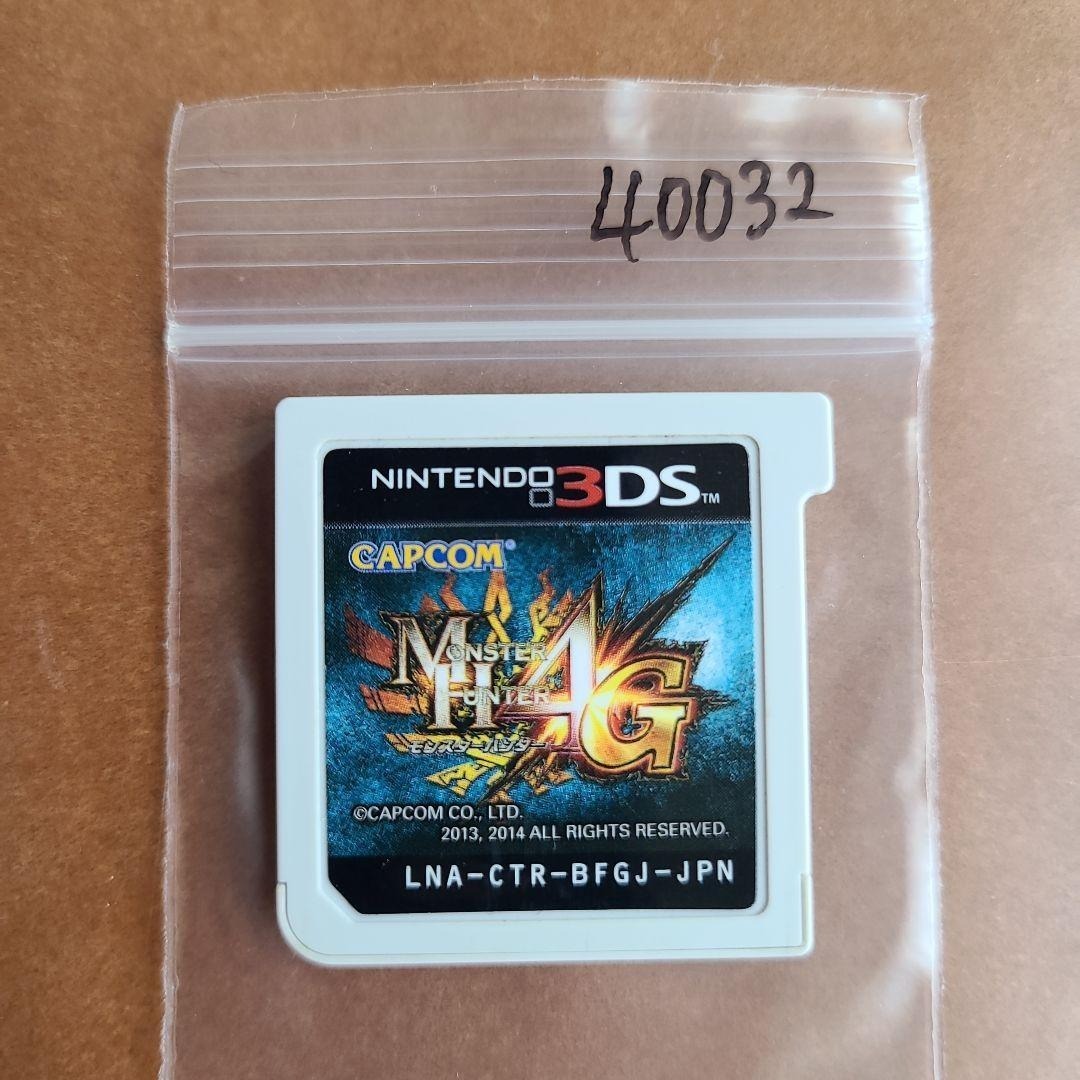 40032
NINTENDO 3DS™
CAPCOM®
MONSTER
HUNTER 4G
モンスターハンター
©CAPCOM CO., LTD.
2013, 2014 ALL RIGHTS RESERVED.
LNA-CTR-BFGJ-JPN